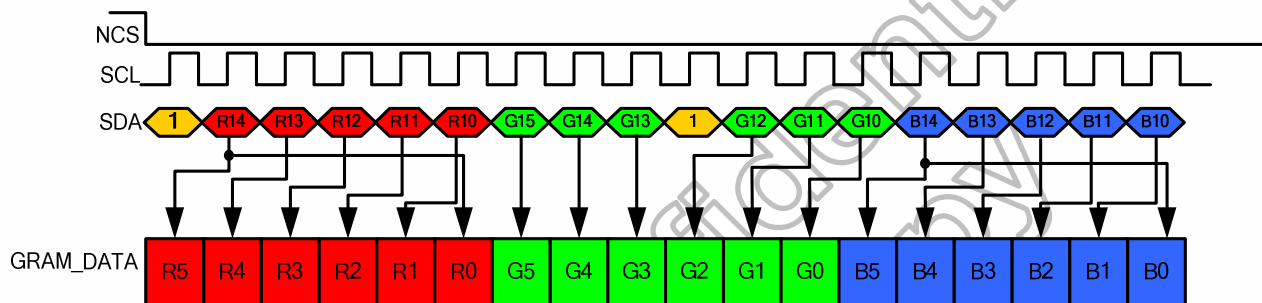 NCS
SCL
SDA 1 R14 R13 R12 R11 R10 G15 G14 G13 1 G12 G11 G10 B14 B13 B12 B11 B10
GRAM_DATA R5 R4 R3 R2 R1 R0 G5 G4 G3 G2 G1 G0 B5 B4 B3 B2 B1 B0